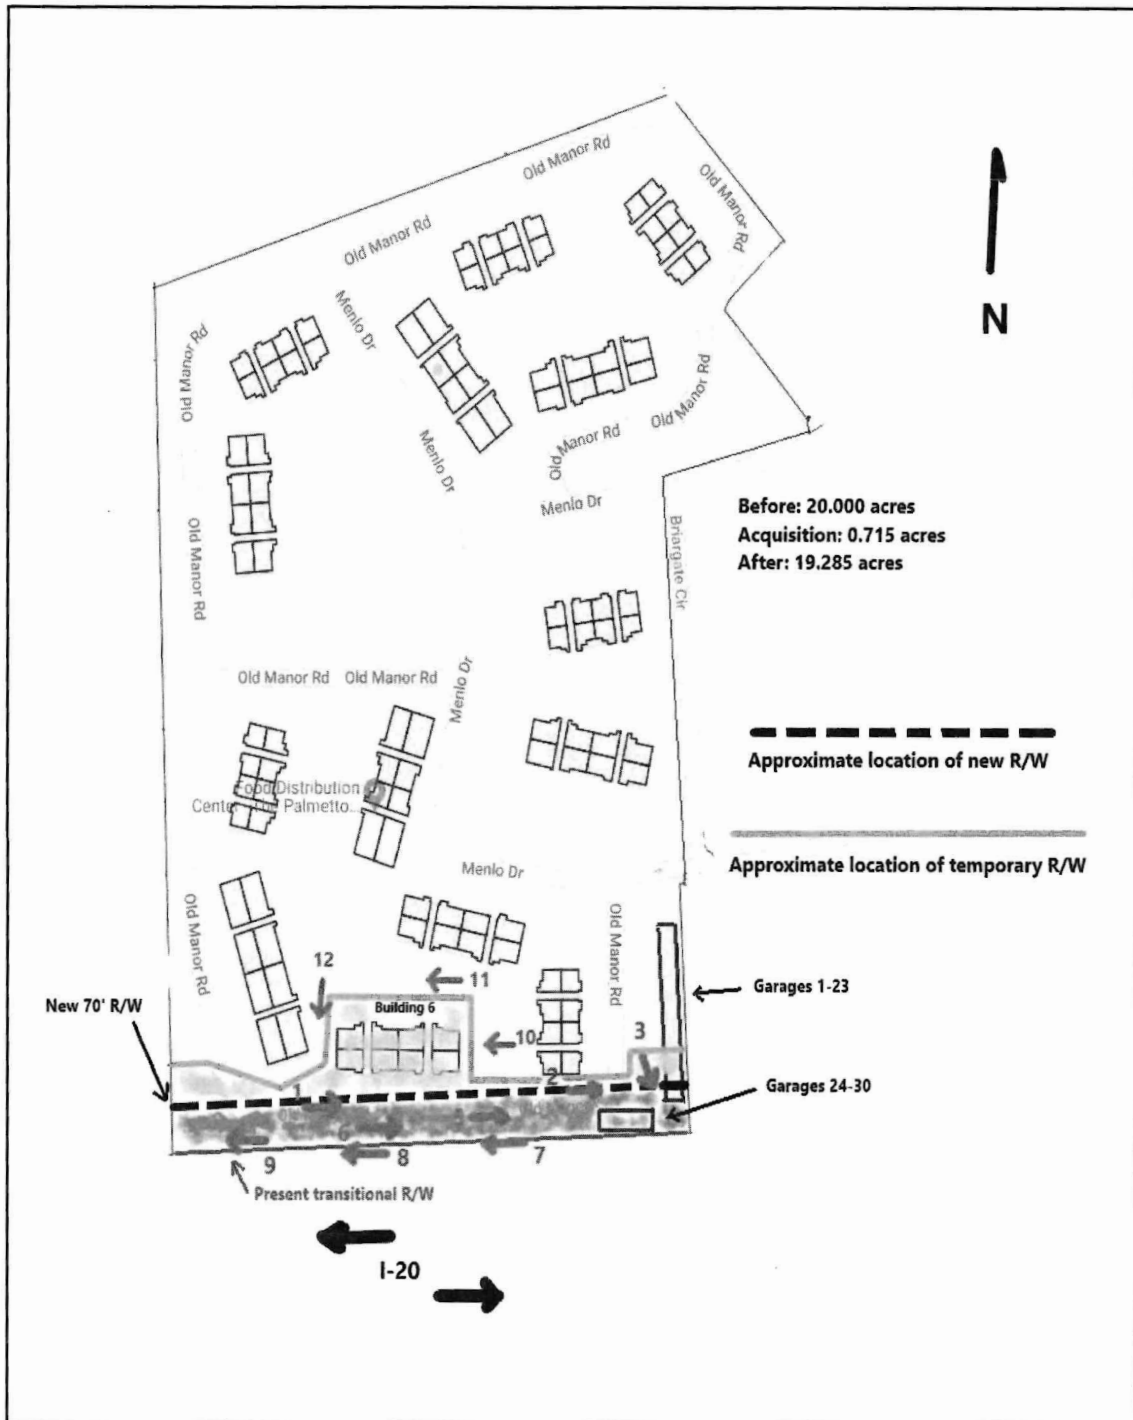 Old Manor Rd
Old Manor Rd
Old Manor Rd
Menlo Dr
Old Manor Rd
N
Old Manor Rd
Menlo Dr
Old Manor Rd
Menlo Dr
Before: 20.000 acres
Acquisition: 0.715 acres
After: 19.285 acres
Old Manor Rd
Briargate Cir
Old Manor Rd
Old Manor Rd
Menlo Dr
Approximate location of new R/W
Food Distribution
Center The Palmetto...
Approximate location of temporary R/W
Menlo Dr
Old Manor Rd
Old Manor Rd
12
11
New 70' R/W
Building 6
Garages 1-23
10
3
2
1
Garages 24-30
6
9
8
7
Present transitional R/W
I-20